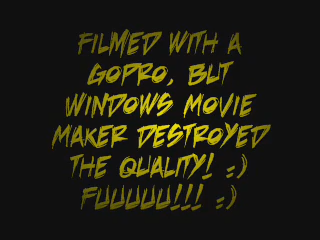 FILMED WITH A
GOPRO, BUT
WINDOWS MOVIE
MAKER DESTROYED
THE QUALITY! :)
FUUUUU!!! :)